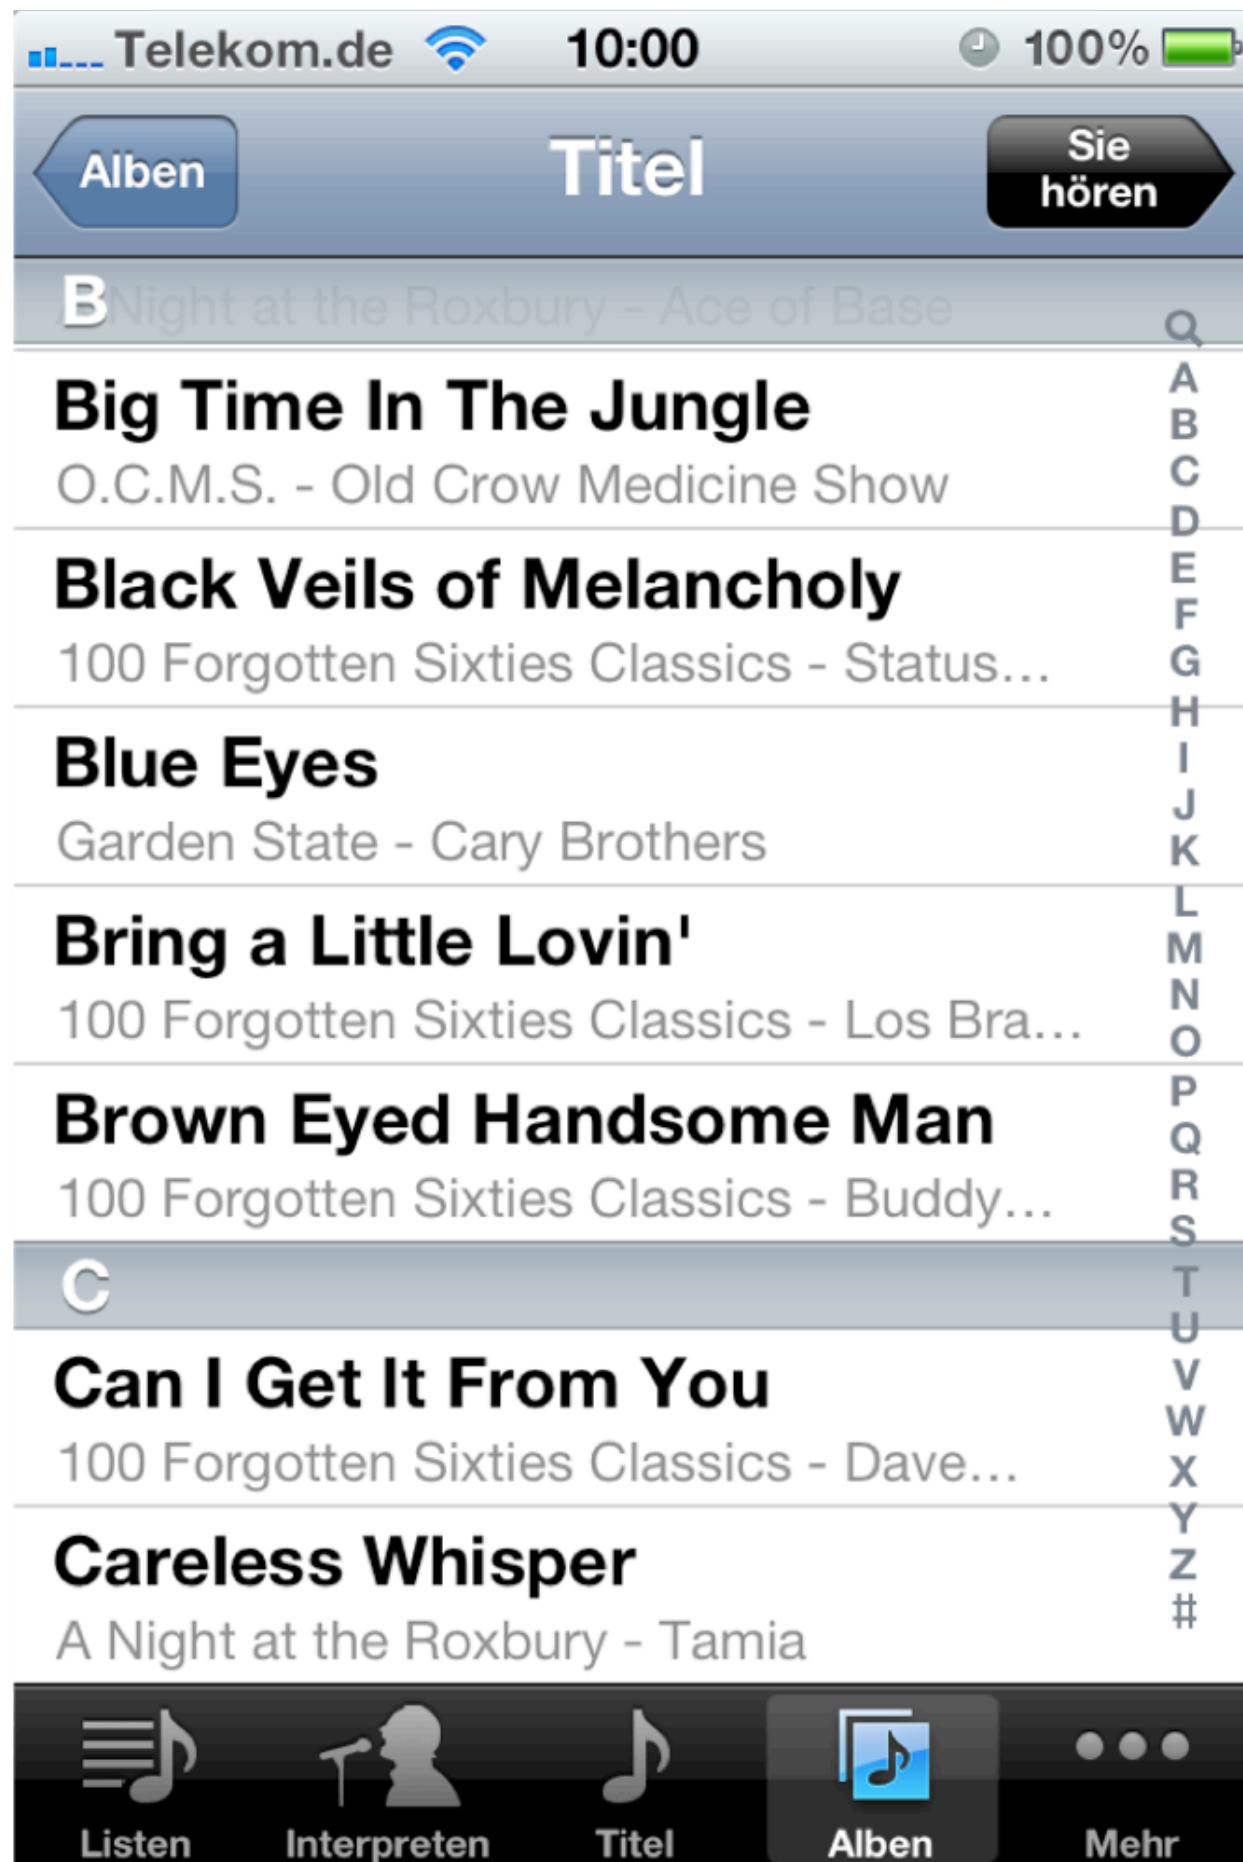 Telekom.de 10:00 100%
Alben Titel Sie hören
B
Night at the Roxbury - Ace of Base
Big Time In The Jungle
O.C.M.S. - Old Crow Medicine Show
Black Veils of Melancholy
100 Forgotten Sixties Classics - Status...
Blue Eyes
Garden State - Cary Brothers
Bring a Little Lovin'
100 Forgotten Sixties Classics - Los Bra...
Brown Eyed Handsome Man
100 Forgotten Sixties Classics - Buddy...
C
Can I Get It From You
100 Forgotten Sixties Classics - Dave...
Careless Whisper
A Night at the Roxbury - Tamia
A
B
C
D
E
F
G
H
I
J
K
L
M
N
O
P
Q
R
S
T
U
V
W
X
Y
Z
#
Listen Interpreten Titel Alben Mehr